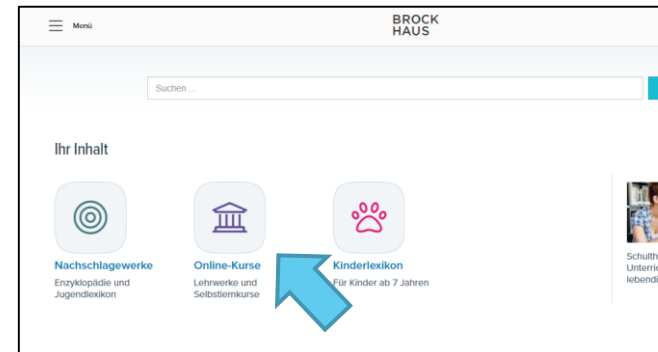 Menü
BROCK
HAUS
Suchen ...
Ihr Inhalt
Nachschlagewerke
Enzyklopädie und
Jugendlexikon
Online-Kurse
Lehrwerke und
Selbstlernkurse
Kinderlexikon
Für Kinder ab 7 Jahren